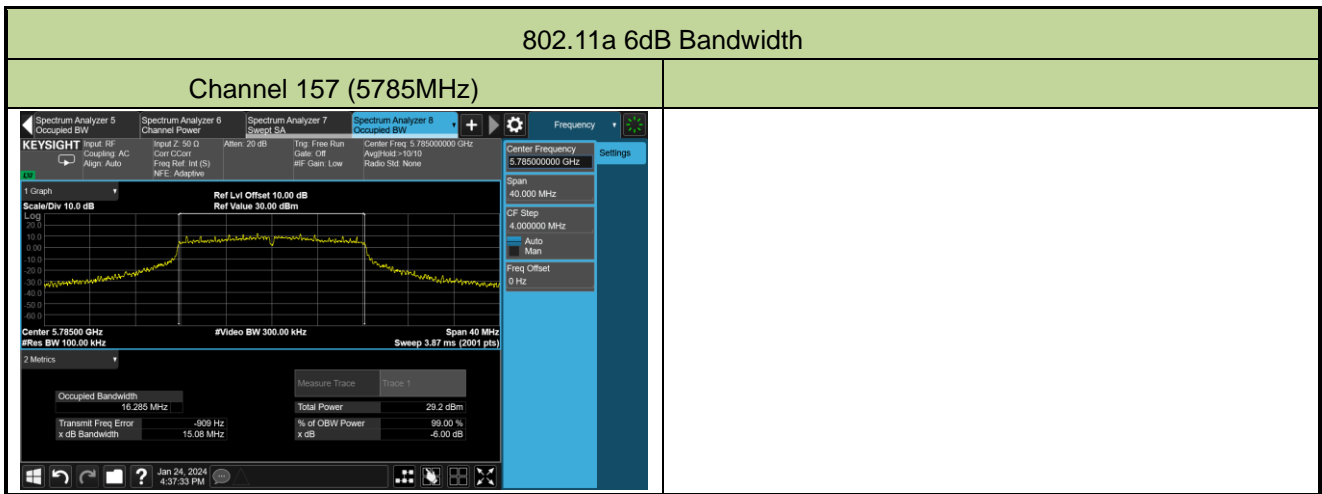 802.11a 6dB Bandwidth
Channel 157 (5785MHz)
Spectrum Analyzer 5
Occupied BW
Spectrum Analyzer 6
Channel Power
Spectrum Analyzer 7
Swept SA
Spectrum Analyzer 8
Occupied BW
+
Frequency
KEYSIGHT
Input: RF
Coupling: AC
Align: Auto
Input Z: 50 Ω
Corr CCorr
Freq Ref: Int (S)
NFE: Adaptive
Atten: 20 dB
Trig: Free Run
Gate: Off
#IF Gain: Low
Center Freq: 5.785000000 GHz
Avg|Hold:>10/10
Radio Std: None
Center Frequency
5.785000000 GHz
Settings
Span
40.000 MHz
CF Step
4.000000 MHz
Auto
Man
Freq Offset
0 Hz
1 Graph
Scale/Div 10.0 dB
Ref Lvl Offset 10.00 dB
Ref Value 30.00 dBm
Log
20.0
10.0
0.00
-10.0
-20.0
-30.0
-40.0
-50.0
-60.0
Center 5.78500 GHz
#Video BW 300.00 kHz
Span 40 MHz
#Res BW 100.00 kHz
Sweep 3.87 ms (2001 pts)
2 Metrics
Measure Trace
Trace 1
Occupied Bandwidth
16.285 MHz
Total Power
29.2 dBm
Transmit Freq Error
-909 Hz
% of OBW Power
99.00 %
x dB Bandwidth
15.08 MHz
x dB
-6.00 dB
?
Jan 24, 2024
4:37:33 PM